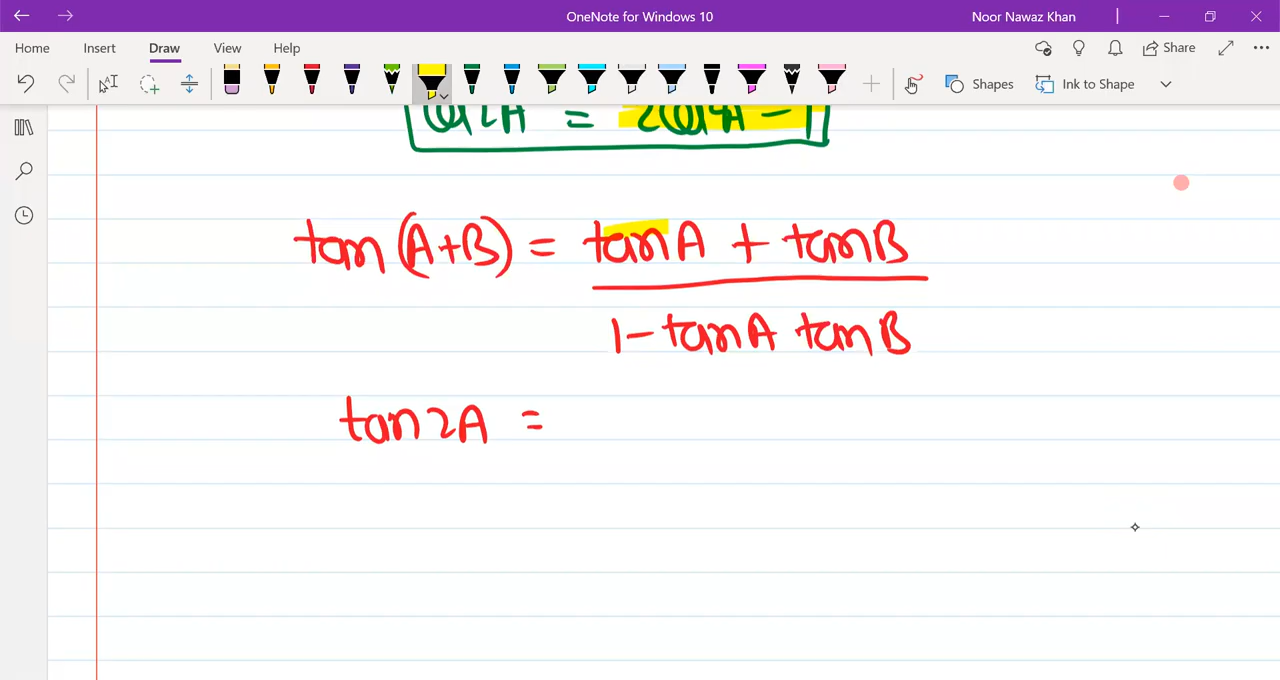 OneNote for Windows 10
Noor Nawaz Khan
Home Insert Draw View Help
Share
Shapes
Ink to Shape
= - 1
tan (A+B) = tanA + tanB
1 - tanA tanB
tan2A =